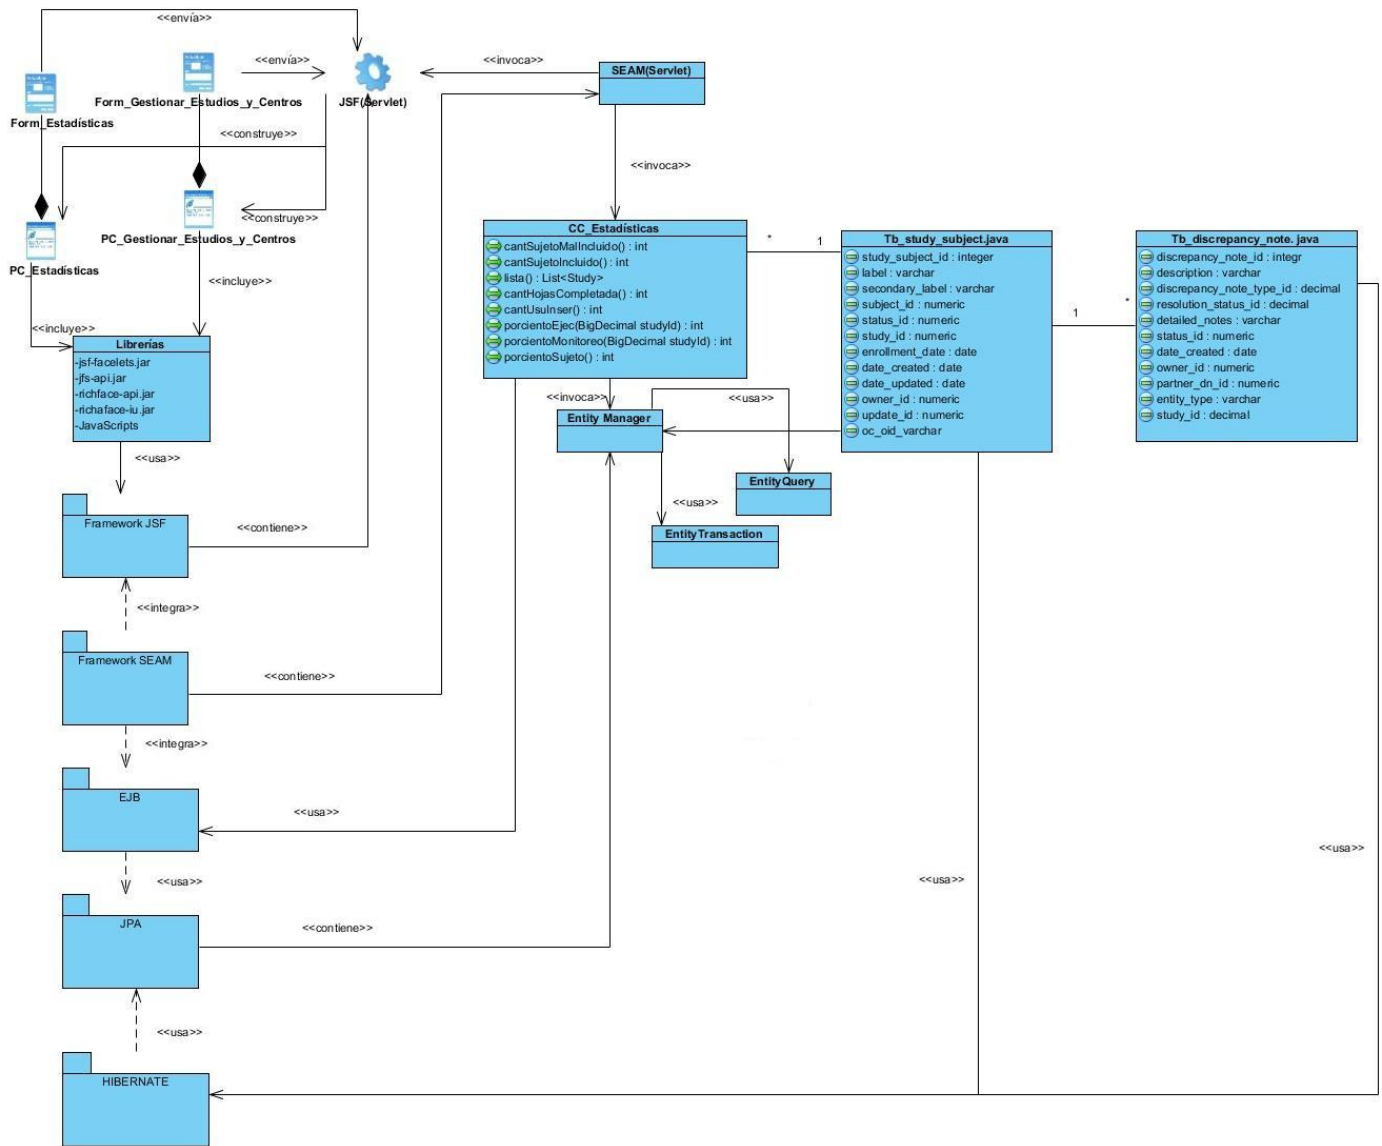 <<envía>>
<<envía>>
<<invoca>>
SEAM(Servlet)
Form_Estadísticas
Form_Gestionar_Estudios_y_Centros
JSF(Servlet)
<<construye>>
<<invoca>>
<<construye>>
PC_Gestionar_Estudios_y_Centros
PC_Estadísticas
<<incluye>>
<<incluye>>
Librerías
-jsf-facelets.jar
-jfs-api.jar
-richface-api.jar
-richaface-iu.jar
-JavaScripts
<<usa>>
CC_Estadísticas
cantSujetoMalIncluido() : int
cantSujetoIncluido() : int
lista() : List<Study>
cantHojasCompletada() : int
cantUsuInser() : int
porcientoEjec(BigDecimal studyId) : int
porcientoMonitoreo(BigDecimal studyId) : int
porcientoSujeto() : int
*
1
Tb_study_subject.java
study_subject_id : integer
label : varchar
secondary_label : varchar
subject_id : numeric
status_id : numeric
study_id : numeric
enrollment_date : date
date_created : date
date_updated : date
owner_id : numeric
update_id : numeric
oc_oid_varchar
1
*
Tb_discrepancy_note. java
discrepancy_note_id : integr
description : varchar
discrepancy_note_type_id : decimal
resolution_status_id : decimal
detailed_notes : varchar
status_id : numeric
date_created : date
owner_id : numeric
partner_dn_id : numeric
entity_type : varchar
study_id : decimal
<<invoca>>
<<usa>>
Entity Manager
EntityQuery
<<usa>>
EntityTransaction
Framework JSF
<<contiene>>
<<integra>>
Framework SEAM
<<contiene>>
<<integra>>
EJB
<<usa>>
<<usa>>
<<usa>>
<<usa>>
JPA
<<contiene>>
<<usa>>
HIBERNATE